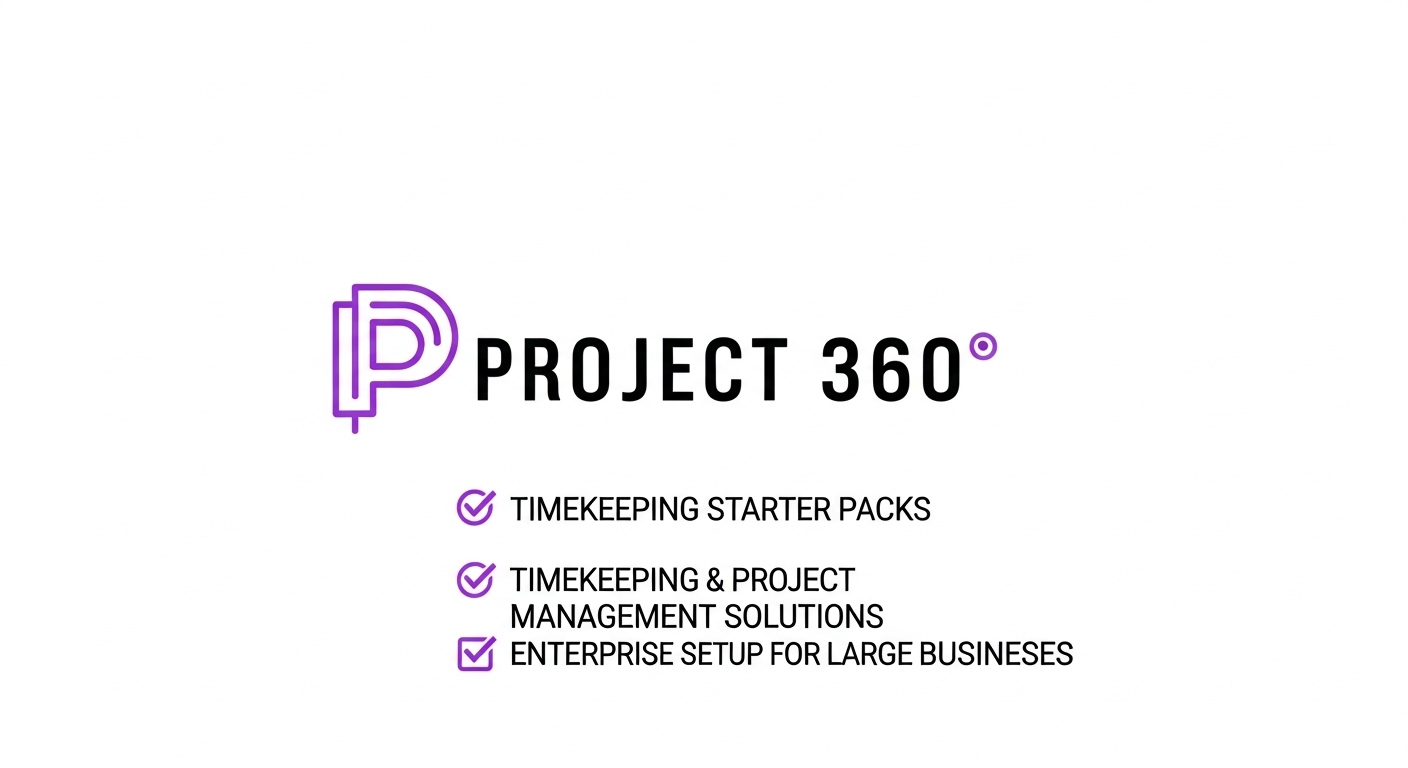 PROJECT 360°
TIMEKEEPING STARTER PACKS
TIMEKEEPING & PROJECT
MANAGEMENT SOLUTIONS
ENTERPRISE SETUP FOR LARGE BUSINESES